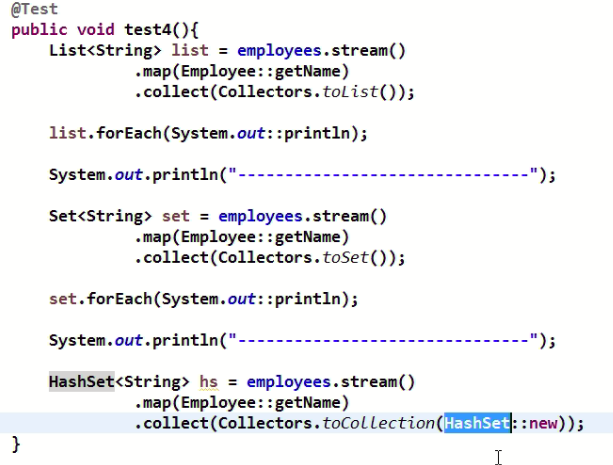 @Test
public void test4(){
    List<String> list = employees.stream()
            .map(Employee::getName)
            .collect(Collectors.toList());

    list.forEach(System.out::println);

    System.out.println("-------------------------------");

    Set<String> set = employees.stream()
            .map(Employee::getName)
            .collect(Collectors.toSet());

    set.forEach(System.out::println);

    System.out.println("-------------------------------");

    HashSet<String> hs = employees.stream()
            .map(Employee::getName)
            .collect(Collectors.toCollection(HashSet::new));
}